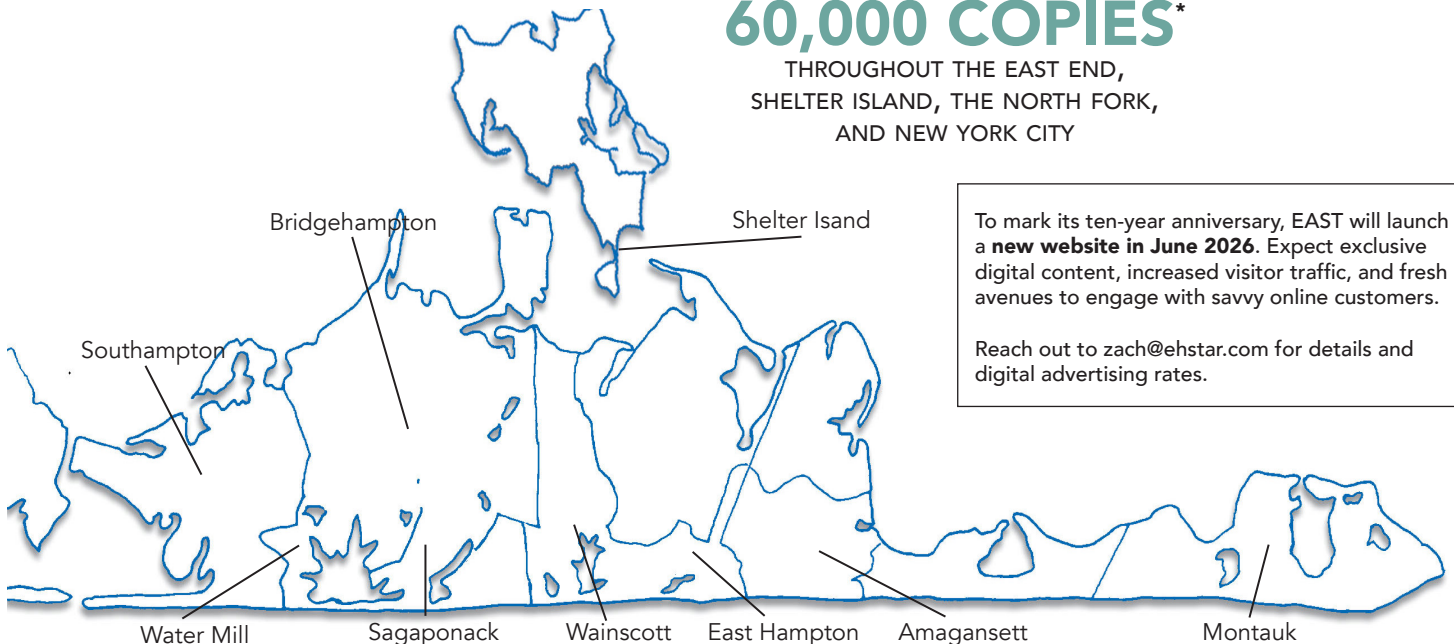 60,000 COPIES*
THROUGHOUT THE EAST END,
SHELTER ISLAND, THE NORTH FORK,
AND NEW YORK CITY
Bridgehampton
Shelter Isand
To mark its ten-year anniversary, EAST will launch
a new website in June 2026. Expect exclusive
digital content, increased visitor traffic, and fresh
avenues to engage with savvy online customers.
Reach out to zach@ehstar.com for details and
digital advertising rates.
Southampton
Water Mill
Sagaponack
Wainscott
East Hampton
Amagansett
Montauk